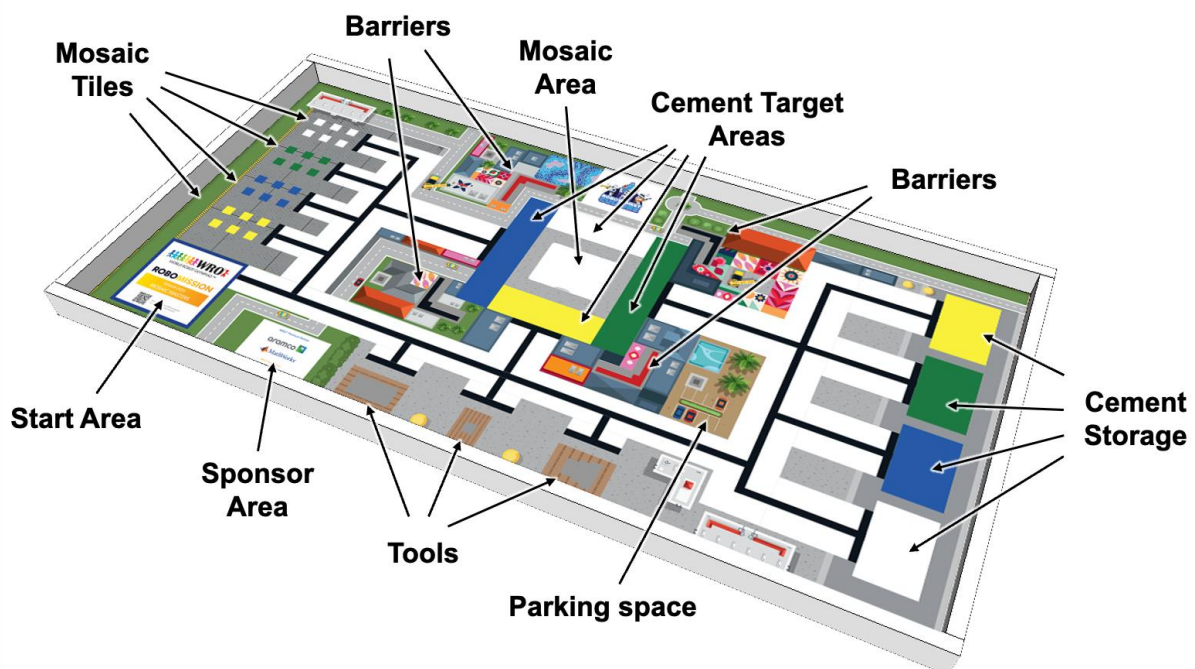 Barriers
Mosaic
Tiles
Mosaic
Area
Cement Target
Areas
Barriers
WRO
ROBOMISSION
aramco
MathWorks
Start Area
Sponsor
Area
Tools
Parking space
Cement
Storage